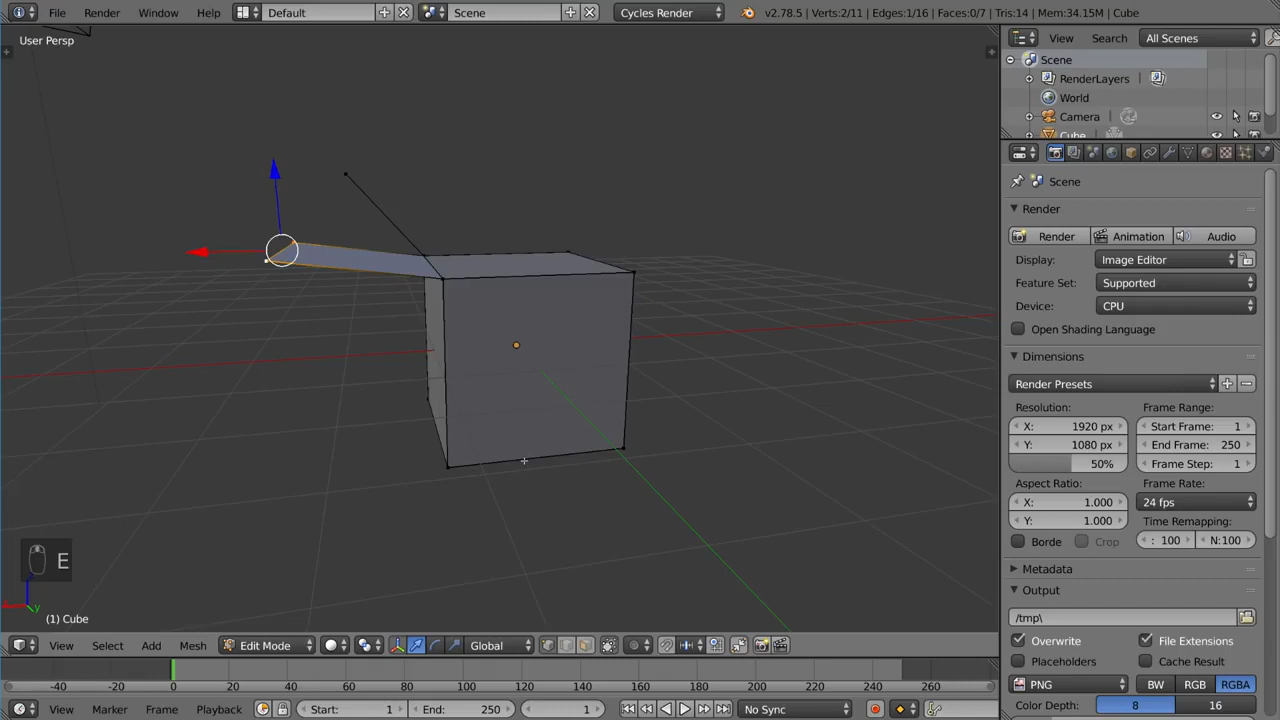 File Render Window Help Default Scene Cycles Render v2.78.5 | Verts:2/11 | Edges:1/16 | Faces:0/7 | Tris:14 | Mem:34.15M | Cube
User Persp
View Search All Scenes
Scene
RenderLayers
World
Camera
Cube
Scene
Render
Render Animation Audio
Display: Image Editor
Feature Set: Supported
Device: CPU
Open Shading Language
Dimensions
Render Presets
Resolution: Frame Range:
X: 1920 px Start Frame: 1
Y: 1080 px End Frame: 250
50% Frame Step: 1
Aspect Ratio: Frame Rate:
X: 1.000 24 fps
Y: 1.000 Time Remapping:
Borde Crop : 100 N:100
Metadata
Output
/tmp\
Overwrite File Extensions
Placeholders Cache Result
PNG BW RGB RGBA
Color Depth: 8 16
E
x y
(1) Cube
View Select Add Mesh Edit Mode Global
-40 -20 0 20 40 60 80 100 120 140 160 180 200 220 240 260
View Marker Frame Playback Start: 1 End: 250 1 No Sync